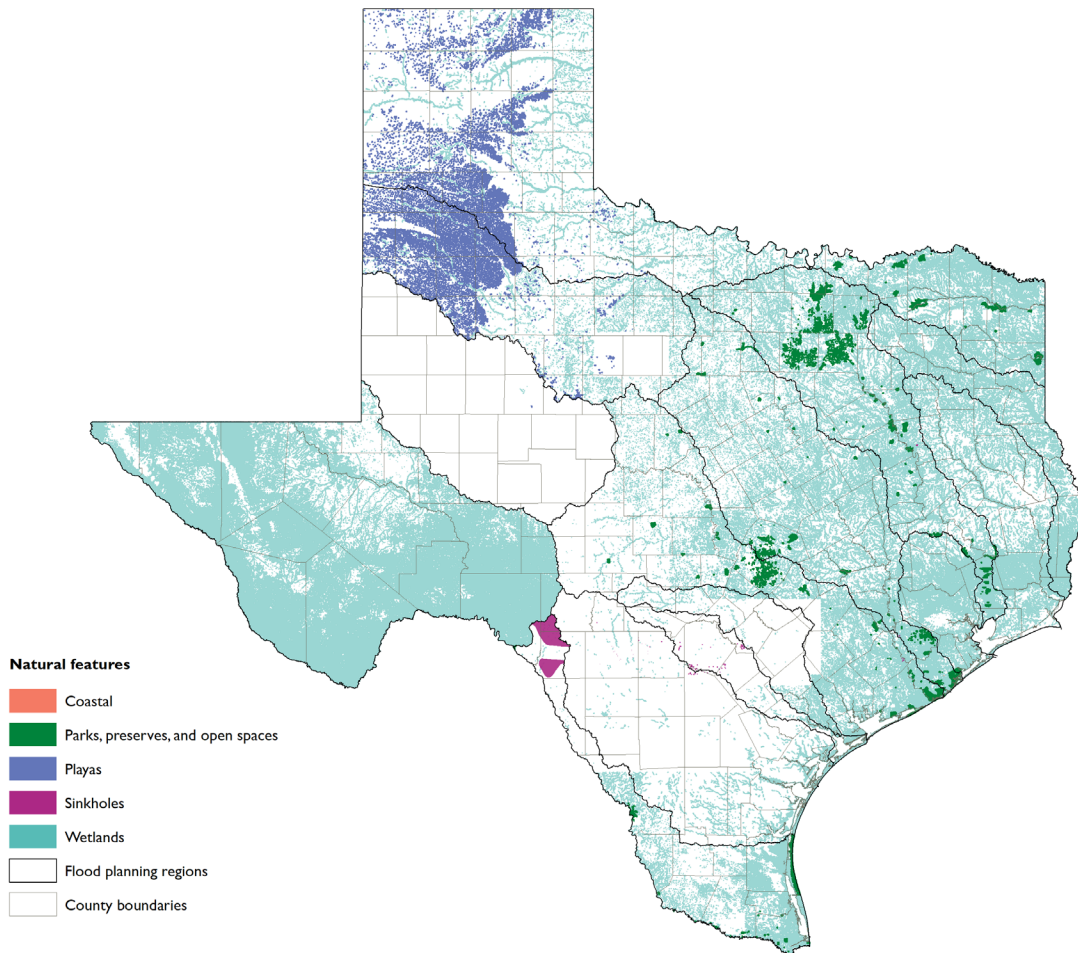 Natural features
Coastal
Parks, preserves, and open spaces
Playas
Sinkholes
Wetlands
Flood planning regions
County boundaries